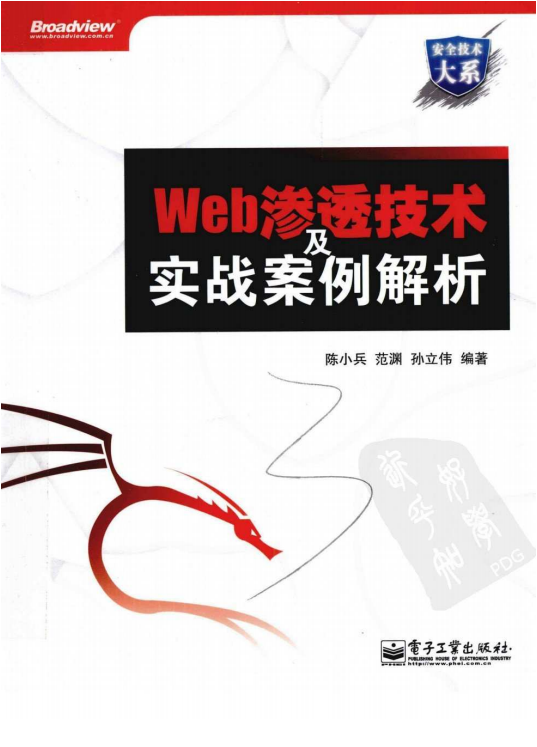 Broadview
www.broadview.com.cn
安全技术
大系
Web渗透技术
及
实战案例解析
陈小兵 范渊 孙立伟 编著
PDG
電子工業出版社·
PUBLISHING HOUSE OF ELECTRONICS INDUSTRY
http://www.phei.com.cn